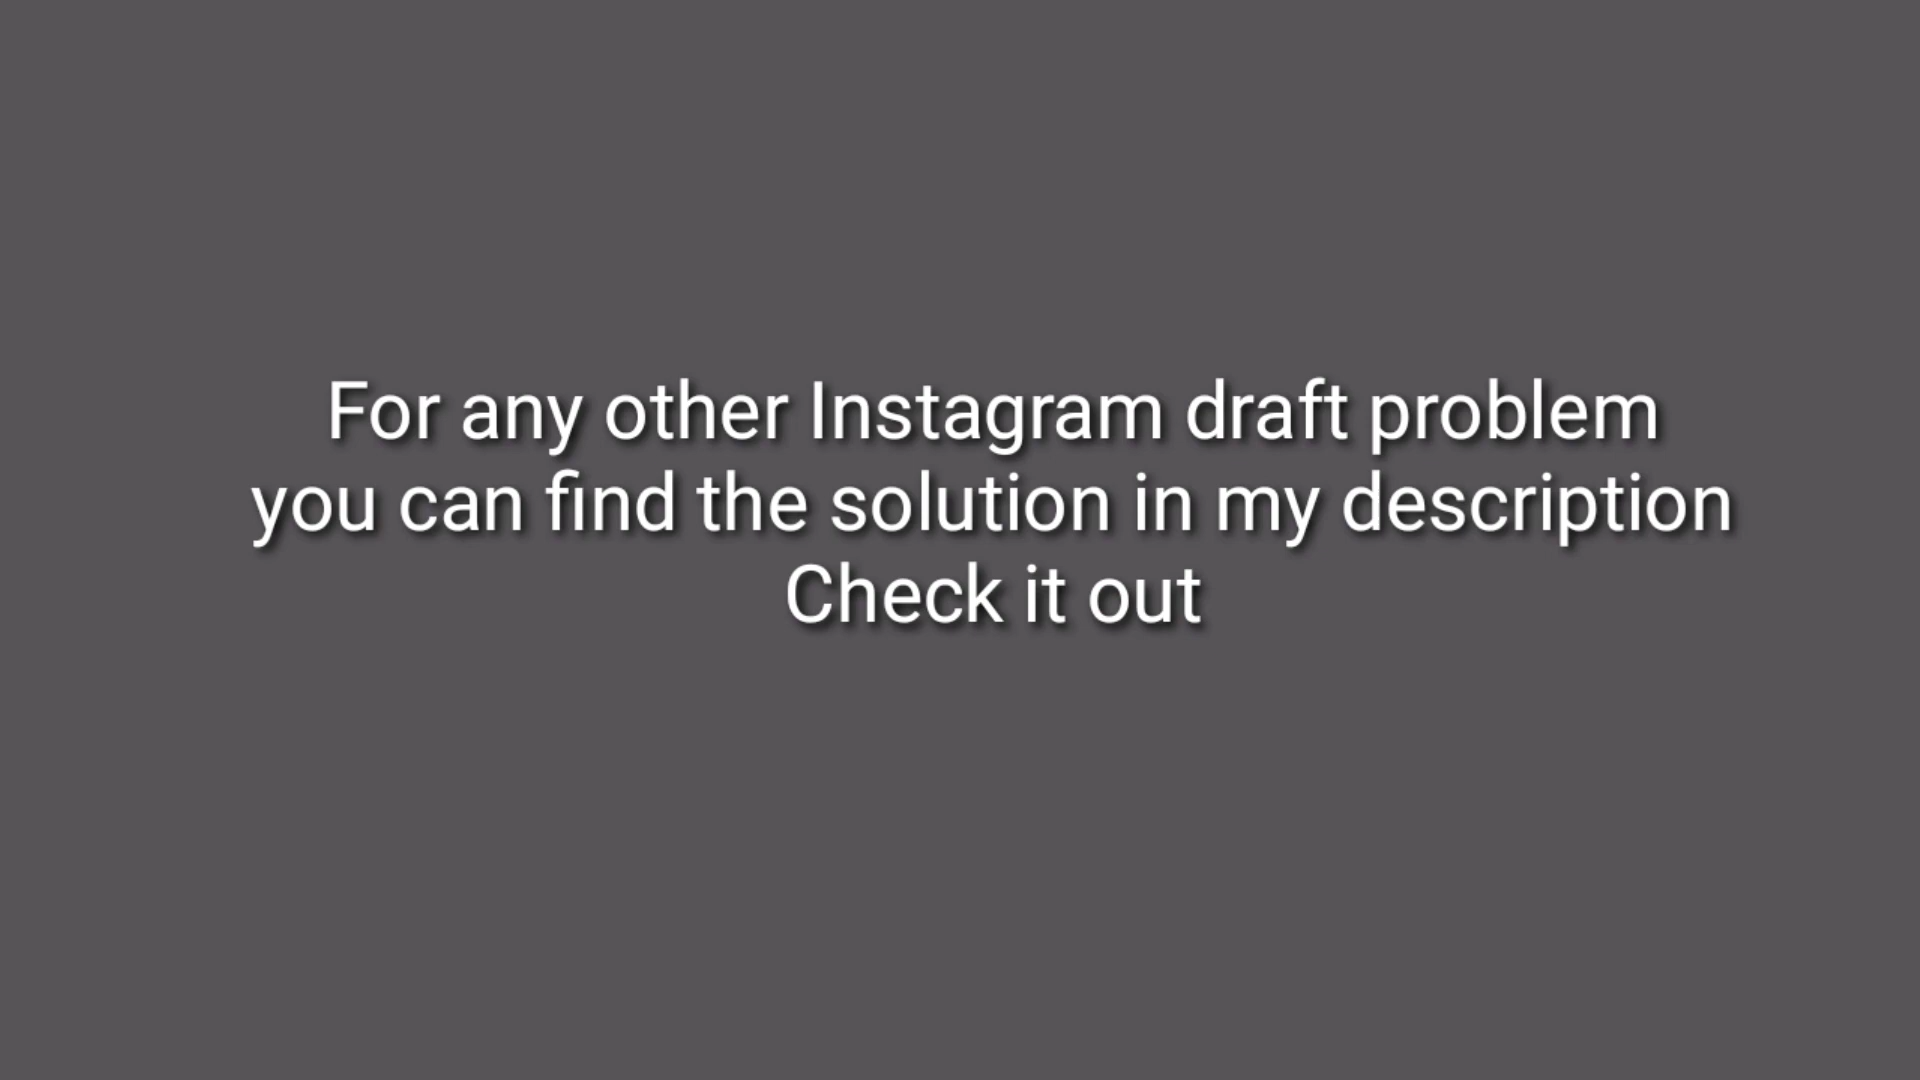 For any other Instagram draft problem
you can find the solution in my description
Check it out